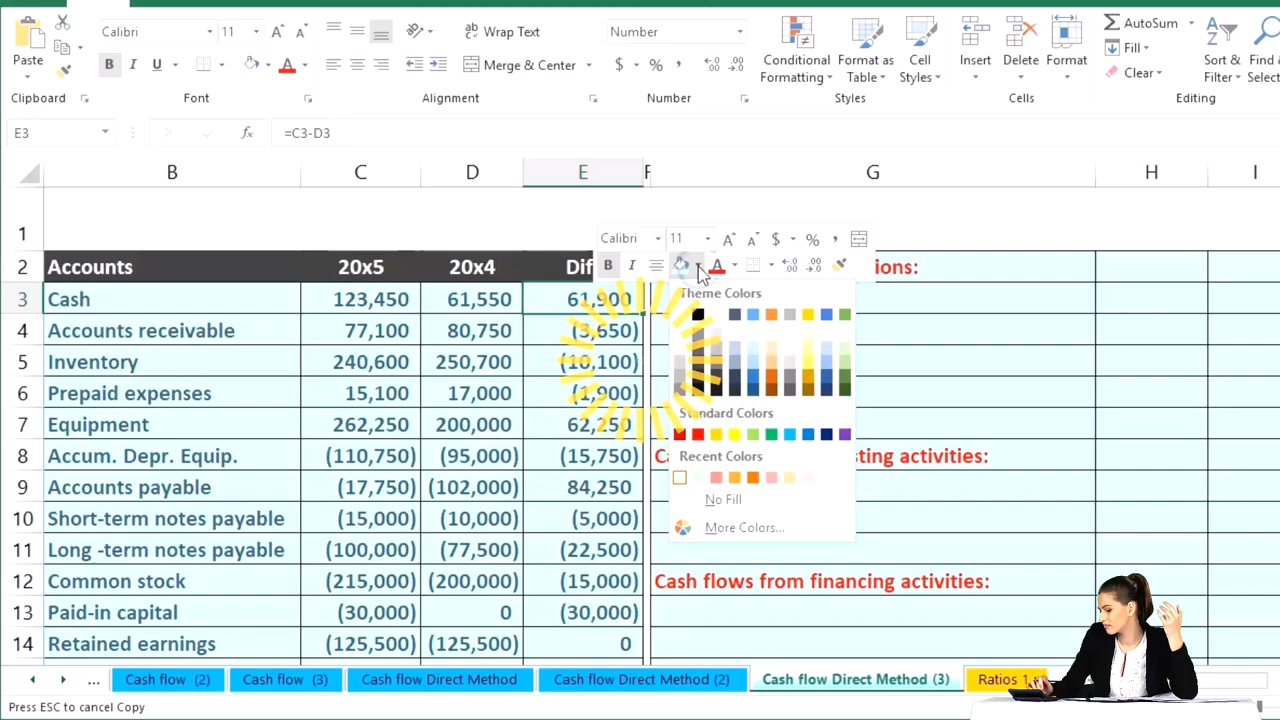 Calibri 11 Wrap Text Number AutoSum
Paste B I U Merge & Center $ % , Conditional Formatting Format as Table Cell Styles Insert Delete Format Fill Clear Sort & Filter Find & Select
Clipboard Font Alignment Number Styles Cells Editing
E3 fx =C3-D3
B C D E F G H I
1
Calibri 11 A A $ % ,
2 Accounts 20x5 20x4 Dif ions:
B I A
3 Cash 123,450 61,550 61,900
Theme Colors
4 Accounts receivable 77,100 80,750 (3,650)
5 Inventory 240,600 250,700 (10,100)
6 Prepaid expenses 15,100 17,000 (1,900)
7 Equipment 262,250 200,000 62,250
Standard Colors
8 Accum. Depr. Equip. (110,750) (95,000) (15,750) Ca sting activities:
Recent Colors
9 Accounts payable (17,750) (102,000) 84,250
No Fill
10 Short-term notes payable (15,000) (10,000) (5,000)
More Colors...
11 Long -term notes payable (100,000) (77,500) (22,500)
12 Common stock (215,000) (200,000) (15,000) Cash flows from financing activities:
13 Paid-in capital (30,000) 0 (30,000)
14 Retained earnings (125,500) (125,500) 0
... Cash flow (2) Cash flow (3) Cash flow Direct Method Cash flow Direct Method (2) Cash flow Direct Method (3) Ratios 1
Press ESC to cancel Copy